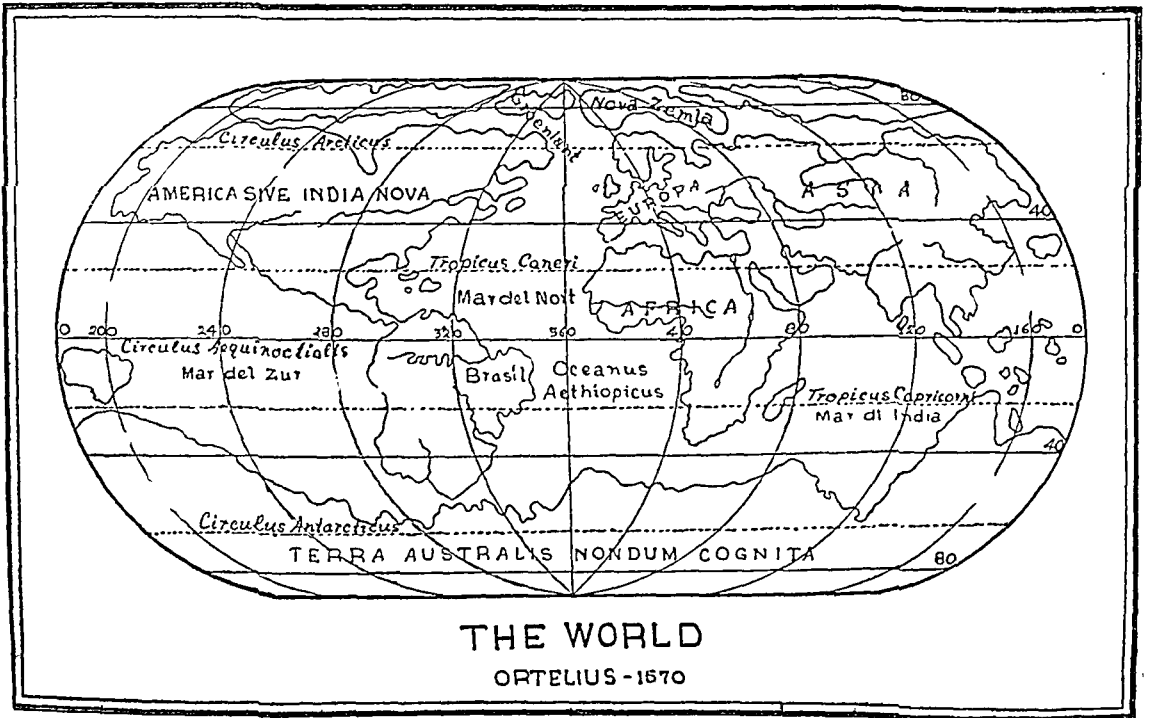 80
Groenlant
Nova Zemla
Circulus Arcticus
AMERICA SIVE INDIA NOVA
EUROPA
ASIA
40
Tropicus Cancri
Mar del Nort
AFRICA
0 200 240 280 320 360 40 80 120 160 0
Circulus Aequinoctialis
Mar del Zur
Brasil
Oceanus
Aethiopicus
Tropicus Capricorni
Mar di India
40
Circulus Antarcticus
TERRA AUSTRALIS NONDUM COGNITA
80
THE WORLD
ORTELIUS - 1570